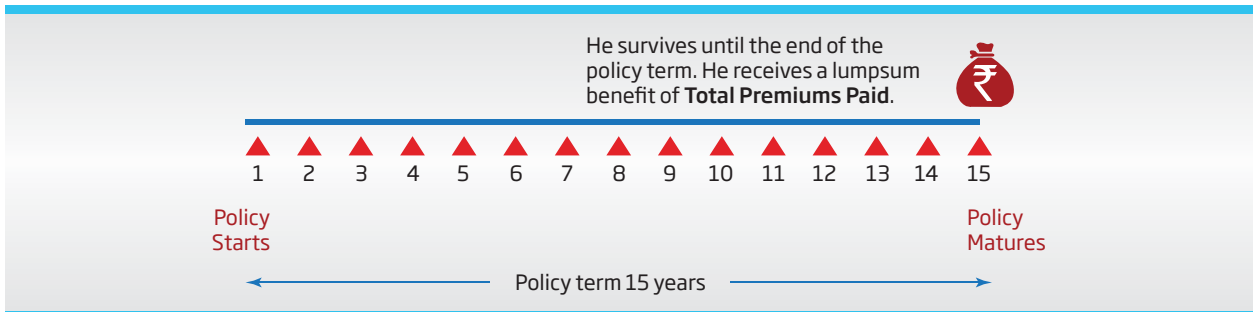 He survives until the end of the
policy term. He receives a lumpsum
benefit of Total Premiums Paid.
₹
1 2 3 4 5 6 7 8 9 10 11 12 13 14 15
Policy
Starts
Policy
Matures
Policy term 15 years